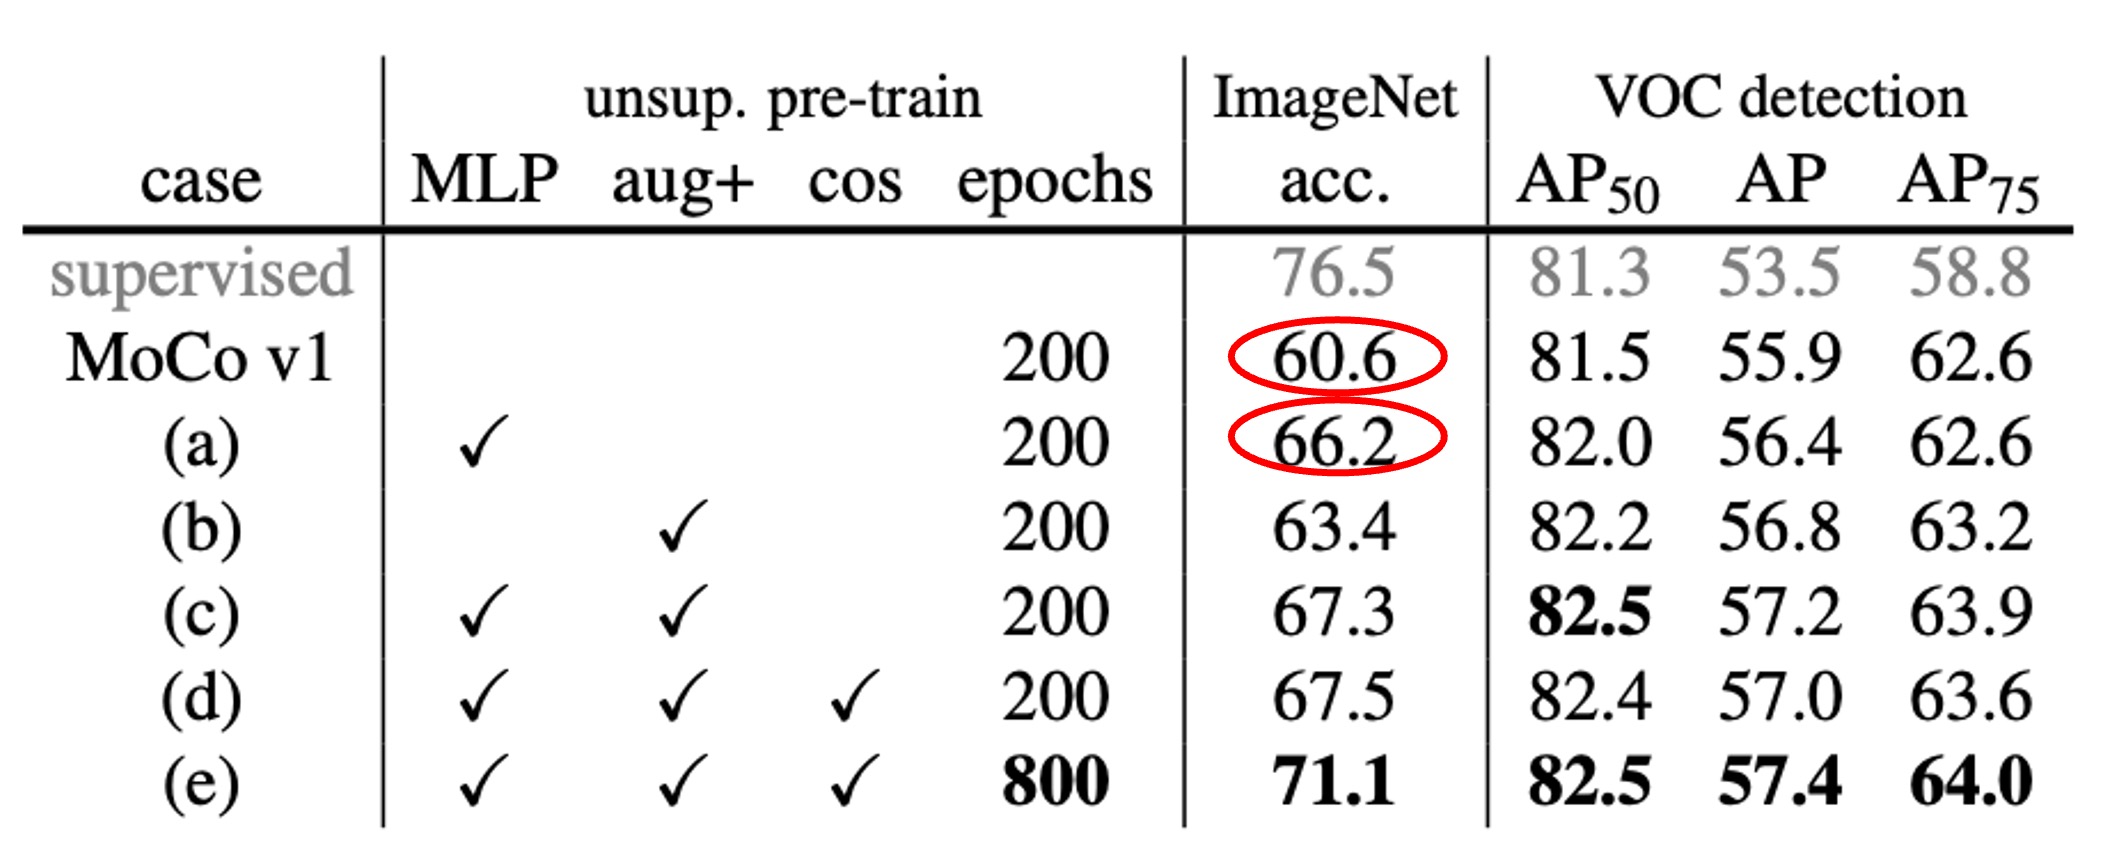 unsup. pre-train ImageNet VOC detection
case MLP aug+ cos epochs acc. AP50 AP AP75
supervised 76.5 81.3 53.5 58.8
MoCo v1 200 60.6 81.5 55.9 62.6
(a) ✓ 200 66.2 82.0 56.4 62.6
(b) ✓ 200 63.4 82.2 56.8 63.2
(c) ✓ ✓ 200 67.3 82.5 57.2 63.9
(d) ✓ ✓ ✓ 200 67.5 82.4 57.0 63.6
(e) ✓ ✓ ✓ 800 71.1 82.5 57.4 64.0